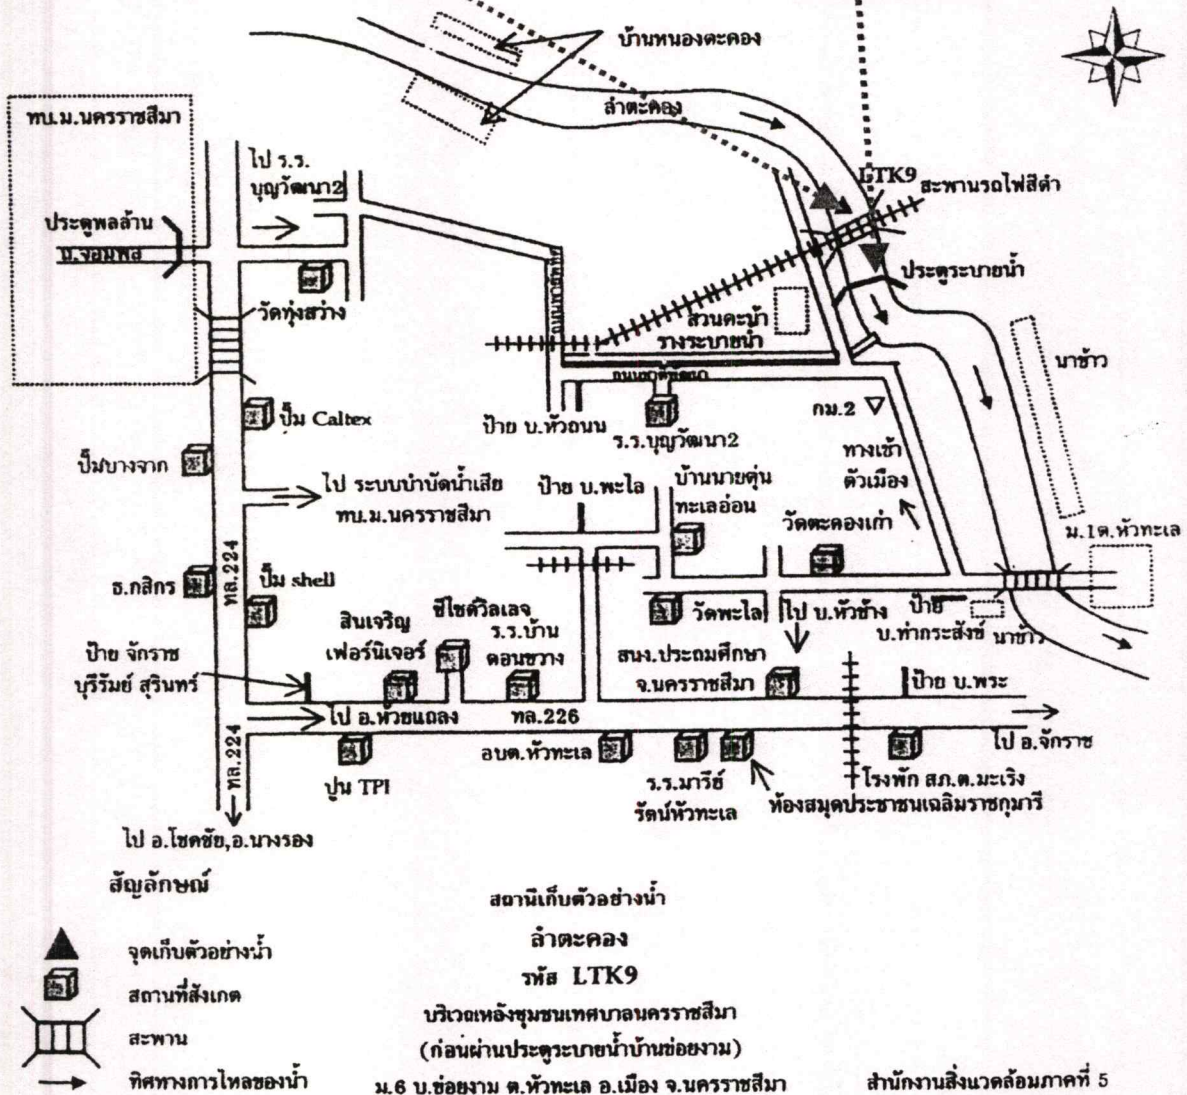 บ้านหนองตะคอง
ลำตะคอง
ทบ.ม.นครราชสีมา
ไป ร.ร.
บุญวัฒนา2
LTK9
สะพานรถไฟสีดำ
ประตูพลล้าน
ถ.จอมพล
ประตูระบายน้ำ
วัดทุ่งสว่าง
สวนคะน้า
รางระบายน้ำ
นาข้าว
ปั๊ม Caltex
ป้าย บ.หัวถนน
ร.ร.บุญวัฒนา2
กม.2
ปั๊มบางจาก
ไป ระบบบำบัดน้ำเสีย
ทบ.ม.นครราชสีมา
ป้าย บ.พะไล
บ้านนายตุ่น
ทะเลอ่อน
ทางเข้า
ตัวเมือง
วัดตะคองเก่า
ม.1ต.หัวทะเล
ทล.224
ธ.กสิกร
ปั๊ม shell
สินเจริญ
เฟอร์นิเจอร์
ซีไซด์วิลเลจ
ร.ร.บ้าน
ดอนขวาง
วัดพะไล
ไป บ.หัวช้าง
ป้าย
บ.ท่ากระสังข์
นาข้าว
ป้าย จักราช
บุรีรัมย์ สุรินทร์
สนง.ประถมศึกษา
จ.นครราชสีมา
ป้าย บ.พระ
ไป อ.ห้วยแถลง
ทล.226
ทล.224
ปูน TPI
อบต.หัวทะเล
ร.ร.มารีย์
รัตน์หัวทะเล
ห้องสมุดประชาชนเฉลิมราชกุมารี
โรงพัก สภ.ต.มะเริง
ไป อ.จักราช
ไป อ.โชคชัย,อ.นางรอง
สัญลักษณ์
จุดเก็บตัวอย่างน้ำ
สถานที่สังเกต
สะพาน
ทิศทางการไหลของน้ำ
สถานีเก็บตัวอย่างน้ำ
ลำตะคอง
รหัส LTK9
บริเวณหลังชุมชนเทศบาลนครราชสีมา
(ก่อนผ่านประตูระบายน้ำบ้านข่อยงาม)
ม.6 บ.ข่อยงาม ต.หัวทะเล อ.เมือง จ.นครราชสีมา
สำนักงานสิ่งแวดล้อมภาคที่ 5